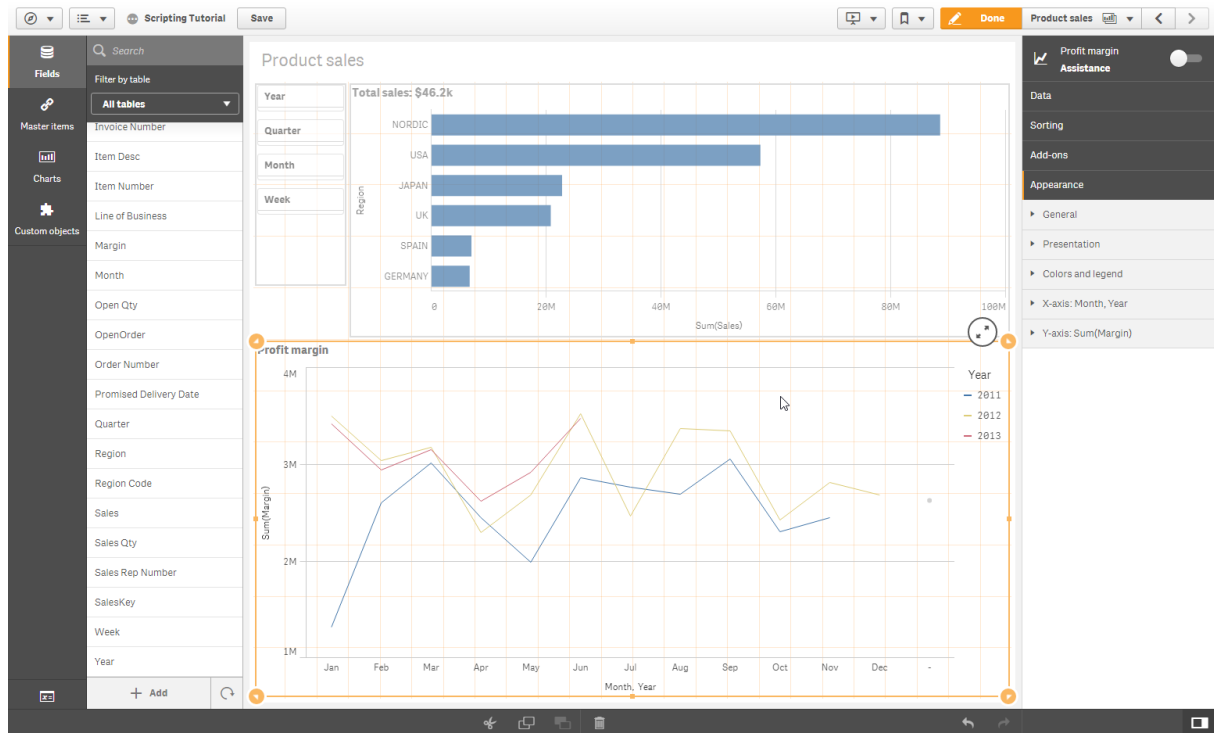 Scripting Tutorial
Save
Done
Product sales
Fields
Master items
Charts
Custom objects
Search
Filter by table
All tables
Invoice Number
Item Desc
Item Number
Line of Business
Margin
Month
Open Qty
OpenOrder
Order Number
Promised Delivery Date
Quarter
Region
Region Code
Sales
Sales Qty
Sales Rep Number
SalesKey
Week
Year
Add
Product sales
Year
Quarter
Month
Week
Total sales: $46.2k
Region
NORDIC
USA
JAPAN
UK
SPAIN
GERMANY
0 20M 40M 60M 80M 100M
Sum(Sales)
Profit margin
Sum(Margin)
4M
3M
2M
1M
Jan Feb Mar Apr May Jun Jul Aug Sep Oct Nov Dec -
Month, Year
Year
2011
2012
2013
Profit margin
Assistance
Data
Sorting
Add-ons
Appearance
General
Presentation
Colors and legend
X-axis: Month, Year
Y-axis: Sum(Margin)